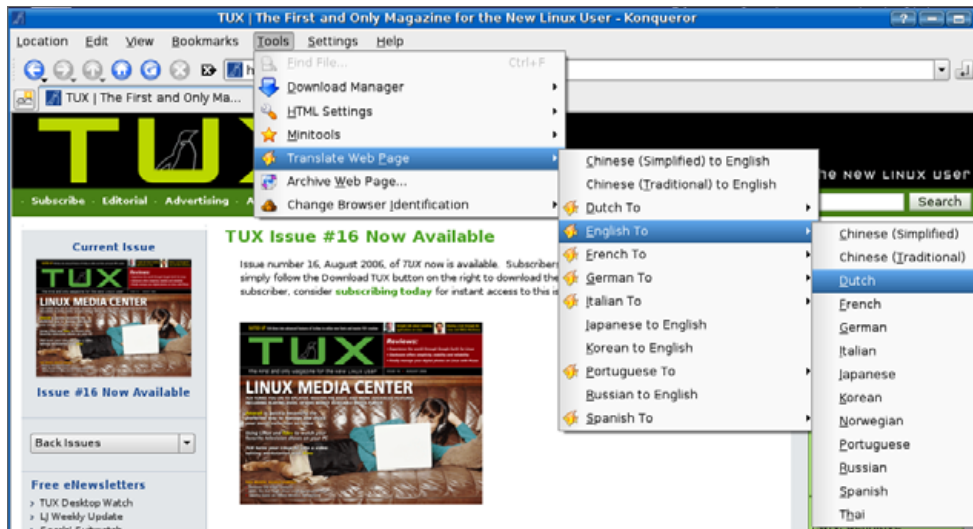 TUX | The First and Only Magazine for the New Linux User - Konqueror
Location Edit View Bookmarks Tools Settings Help
Find File... Ctrl+F
Download Manager
HTML Settings
Minitools
Translate Web Page
Archive Web Page...
Change Browser Identification
TUX | The First and Only Ma...
TUX
he New Linux User
Subscribe · Editorial · Advertising · A
Search
Chinese (Simplified) to English
Chinese (Traditional) to English
Dutch To
English To
French To
German To
Italian To
Japanese to English
Korean to English
Portuguese To
Russian to English
Spanish To
Chinese (Simplified)
Chinese (Traditional)
Dutch
French
German
Italian
Japanese
Korean
Norwegian
Portuguese
Russian
Spanish
Thai
Current Issue
TUX
Reviews:
LINUX MEDIA CENTER
Issue #16 Now Available
Back Issues
Free eNewsletters
> TUX Desktop Watch
> LJ Weekly Update
TUX Issue #16 Now Available
Issue number 16, August 2006, of TUX now is available. Subscribers
simply follow the Download TUX button on the right to download the
subscriber, consider subscribing today for instant access to this is
TUX
Reviews:
LINUX MEDIA CENTER